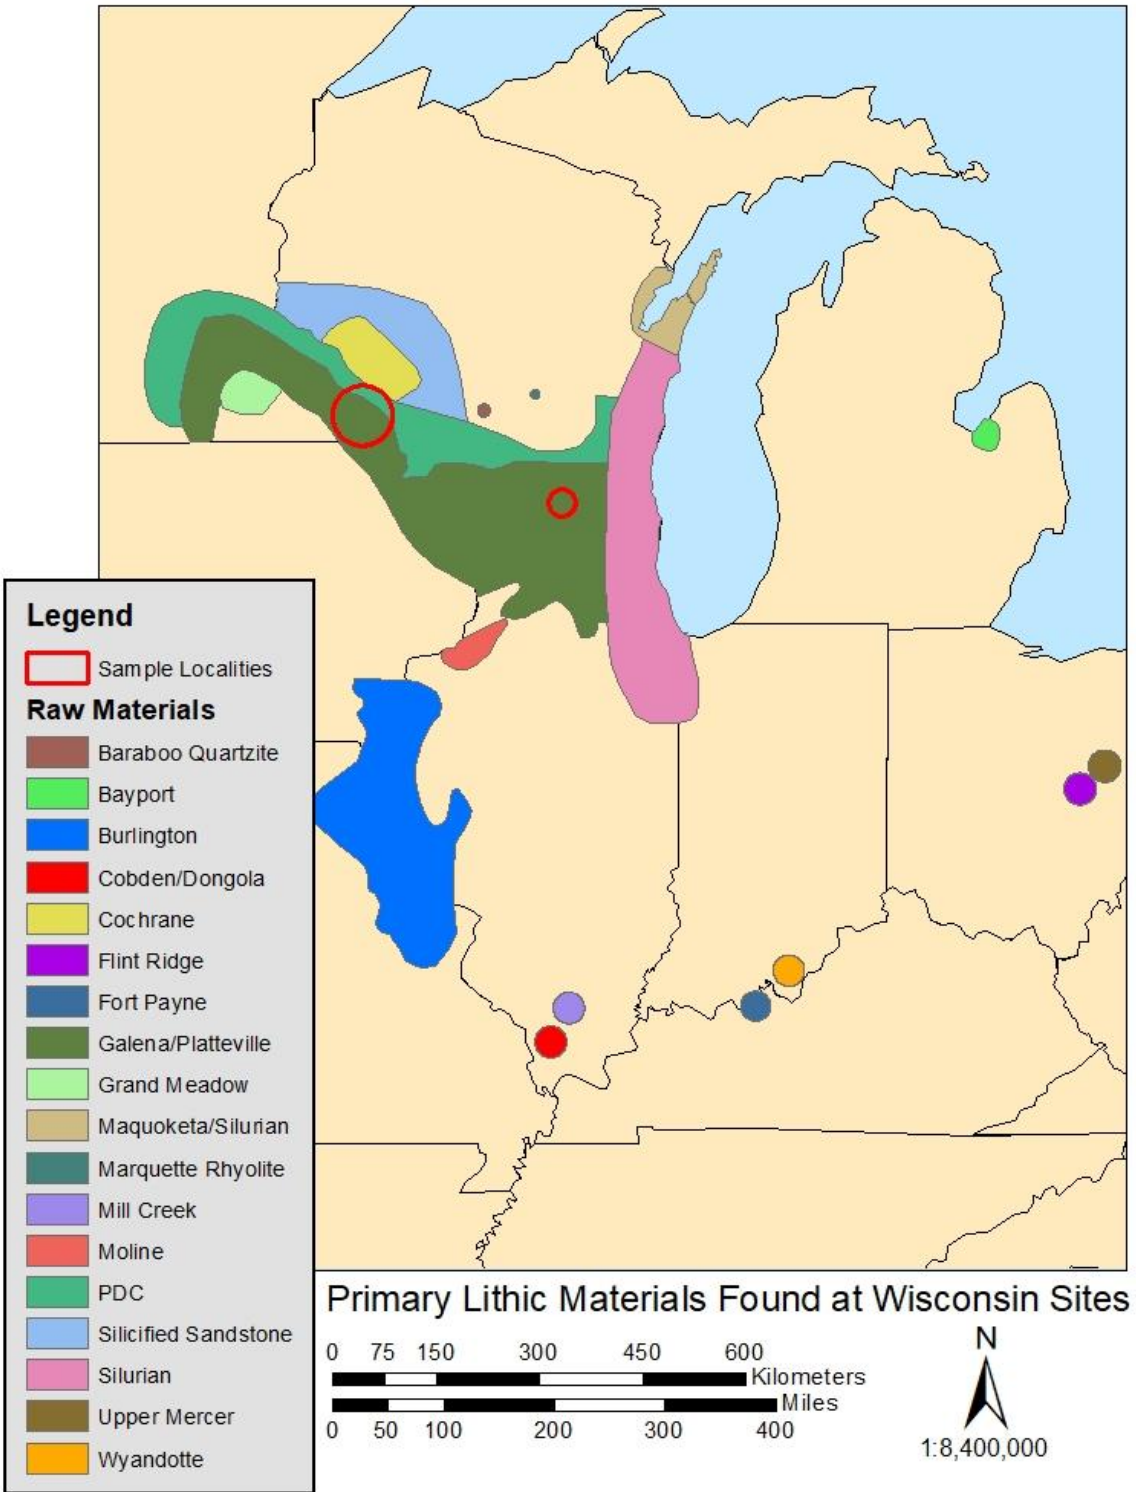 Legend
Sample Localities
Raw Materials
Baraboo Quartzite
Bayport
Burlington
Cobden/Dongola
Cochrane
Flint Ridge
Fort Payne
Galena/Platteville
Grand Meadow
Maquoketa/Silurian
Marquette Rhyolite
Mill Creek
Moline
PDC
Silicified Sandstone
Silurian
Upper Mercer
Wyandotte
Primary Lithic Materials Found at Wisconsin Sites
0 75 150 300 450 600
Kilometers
Miles
0 50 100 200 300 400
N
1:8,400,000